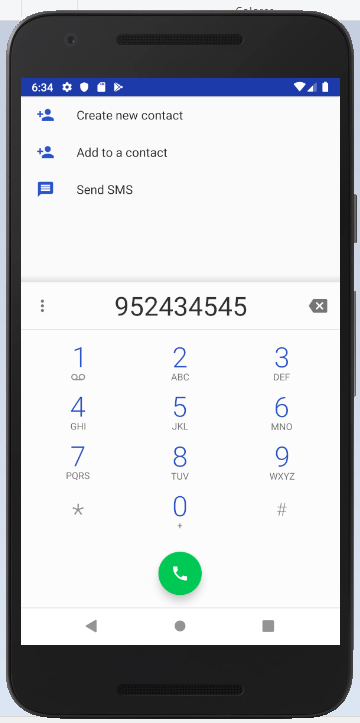 6:34
Create new contact
Add to a contact
Send SMS
952434545
1 2 3
ABC DEF
4 5 6
GHI JKL MNO
7 8 9
PQRS TUV WXYZ
* 0 #
+